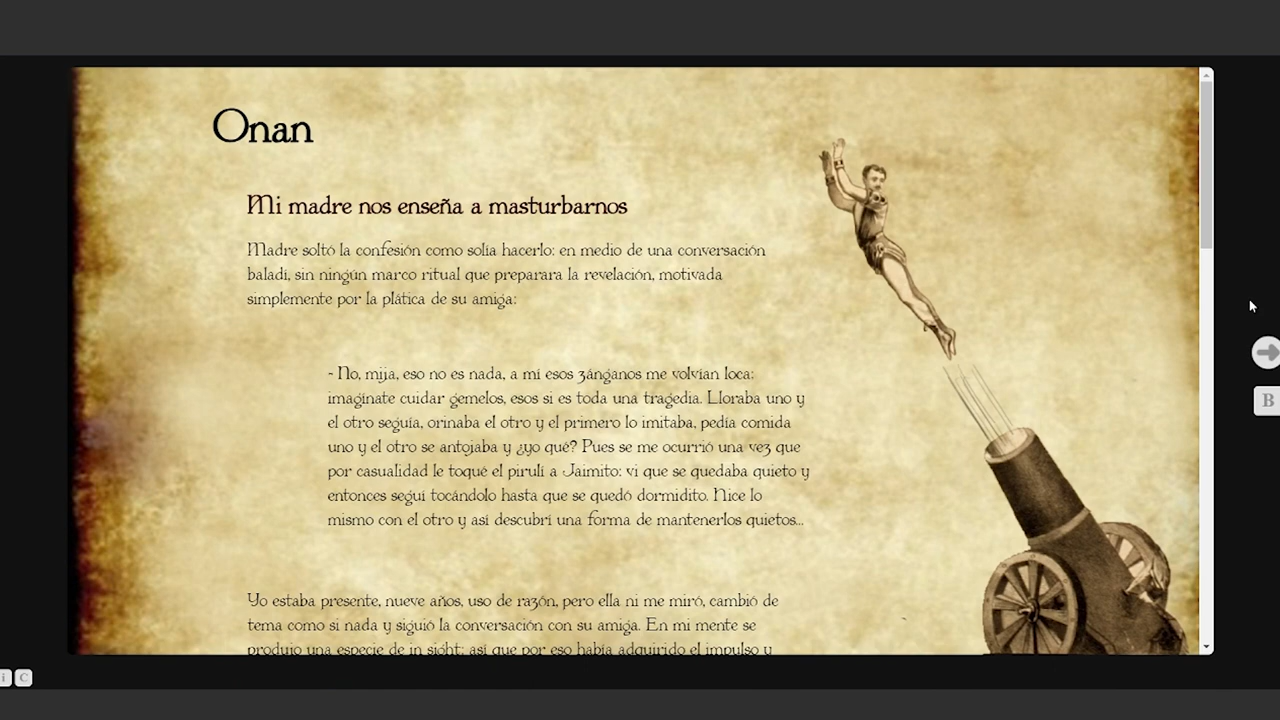 Onan
Mi madre nos enseña a masturbarnos
Madre soltó la confesión como solía hacerlo: en medio de una conversación
baladí, sin ningún marco ritual que preparara la revelación, motivada
simplemente por la plática de su amiga:
- No, mija, eso no es nada, a mí esos zánganos me volvían loca:
imagínate cuidar gemelos, esos si es toda una tragedia. Lloraba uno y
el otro seguía, orinaba el otro y el primero lo imitaba, pedía comida
uno y el otro se antojaba y ¿yo qué? Pues se me ocurrió una vez que
por casualidad le toqué el pirulí a Jaimito: vi que se quedaba quieto y
entonces seguí tocándolo hasta que se quedó dormidito. Hice lo
mismo con el otro y así descubrí una forma de mantenerlos quietos...
Yo estaba presente, nueve años, uso de razón, pero ella ni me miró, cambió de
tema como si nada y siguió la conversación con su amiga. En mi mente se
produjo una especie de in sight: así que por eso había adquirido el impulso y
B
i C